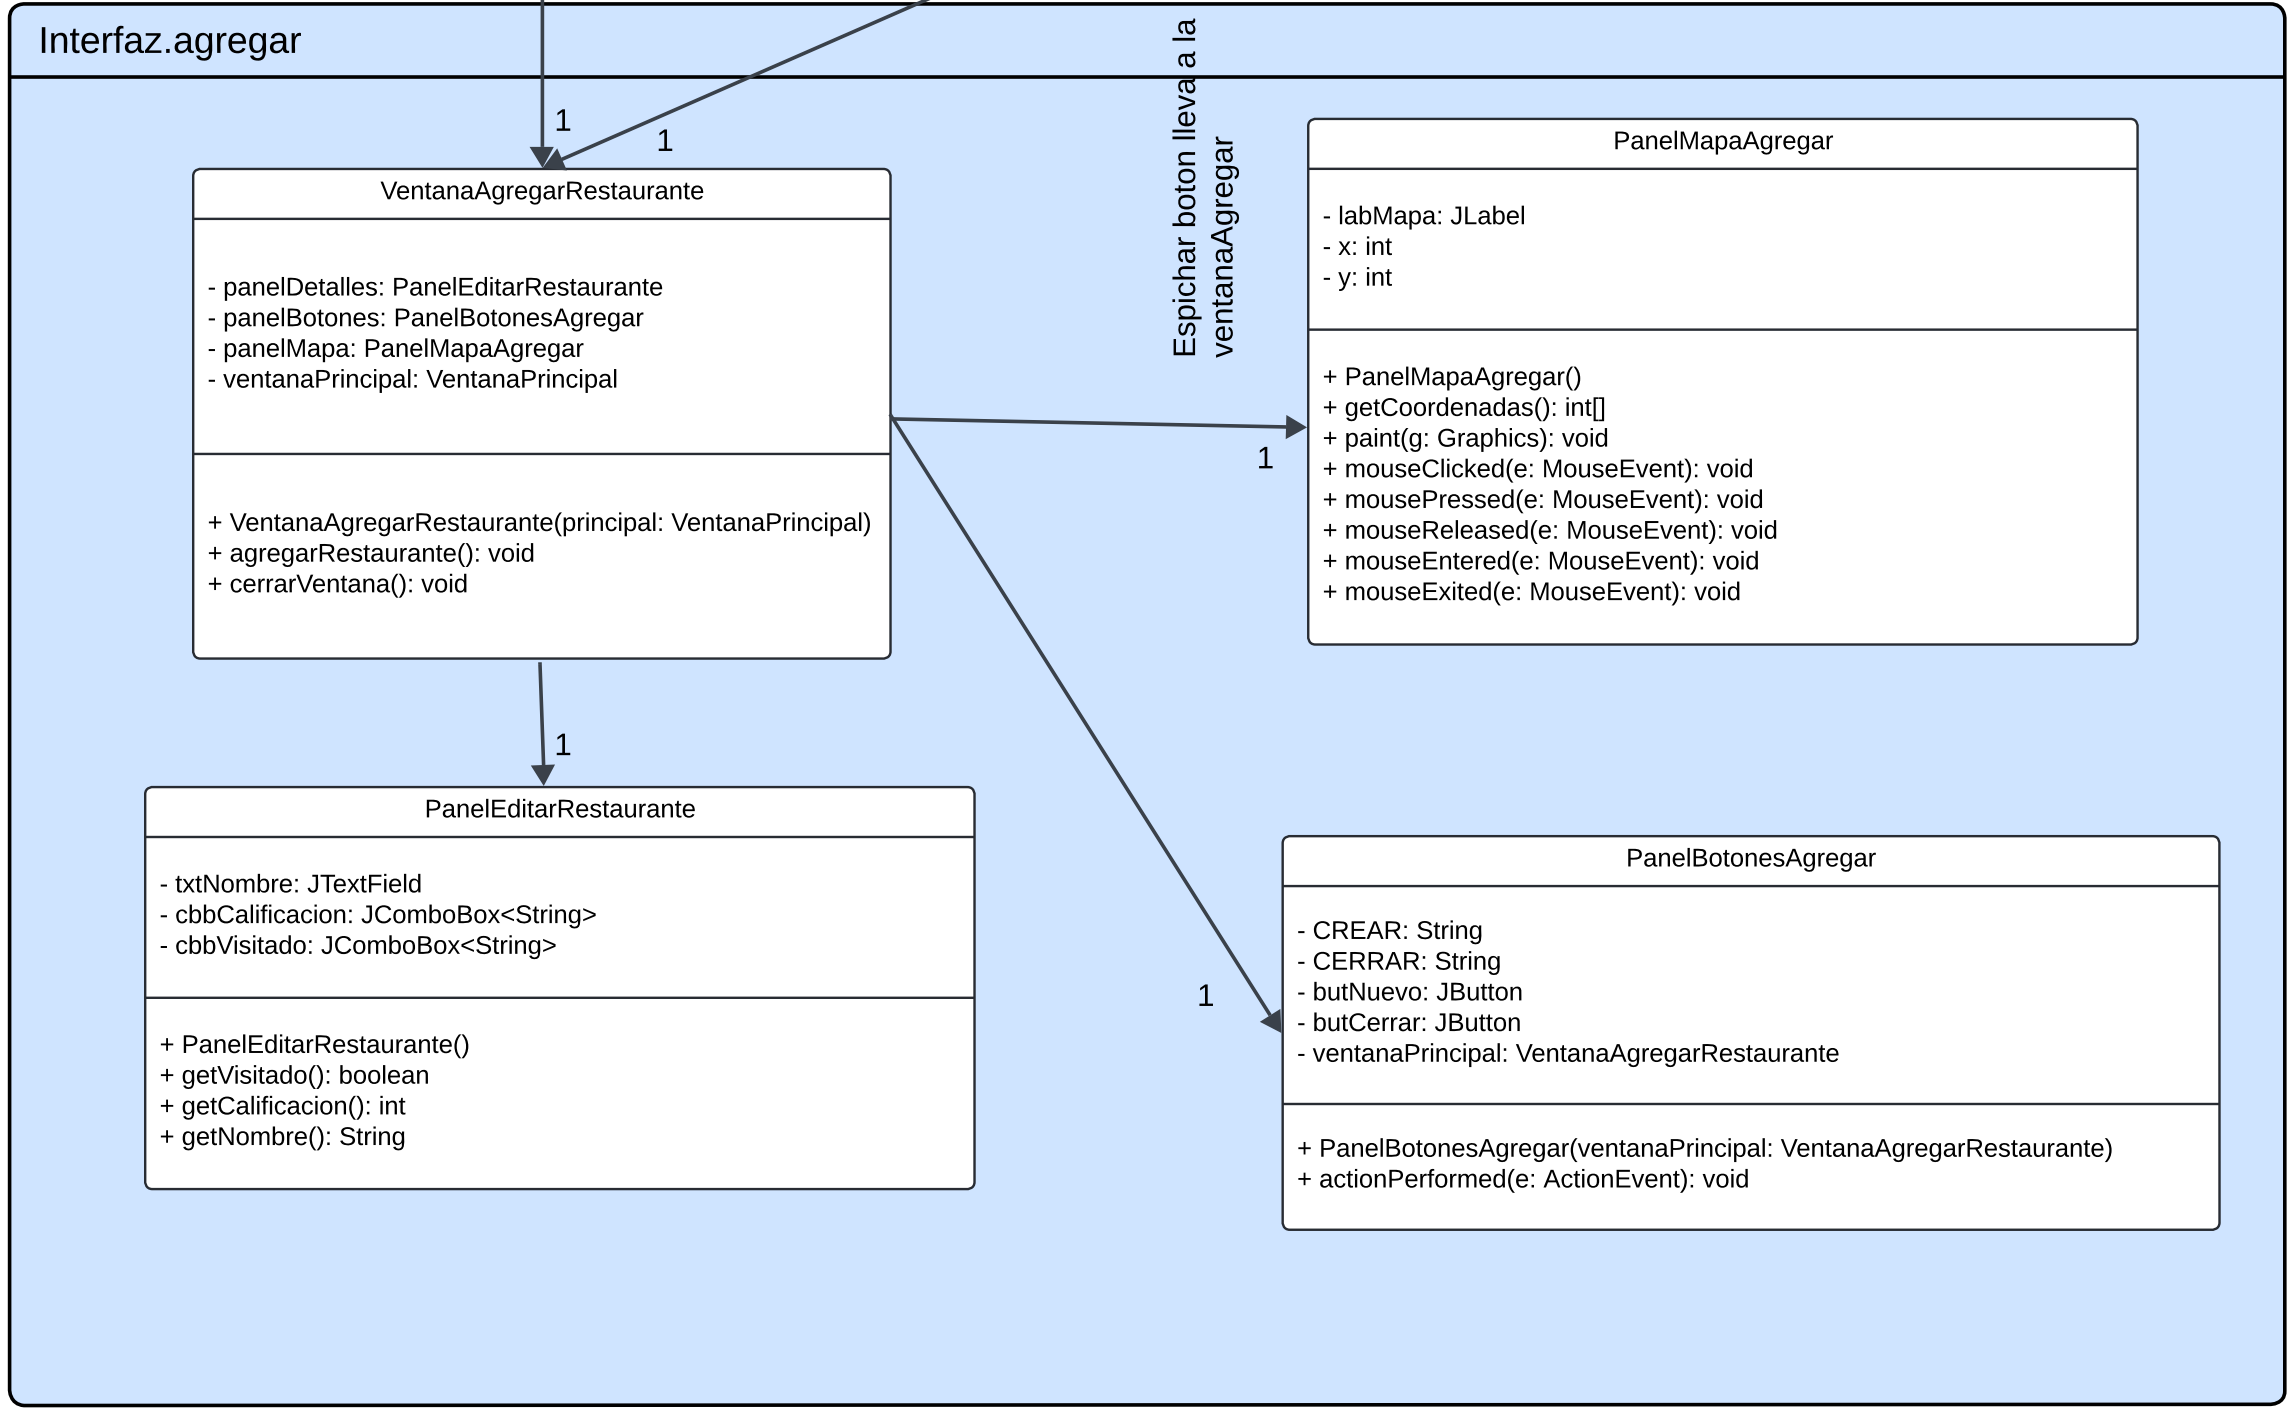 Interfaz.agregar
1
1
VentanaAgregarRestaurante
- panelDetalles: PanelEditarRestaurante
- panelBotones: PanelBotonesAgregar
- panelMapa: PanelMapaAgregar
- ventanaPrincipal: VentanaPrincipal
+ VentanaAgregarRestaurante(principal: VentanaPrincipal)
+ agregarRestaurante(): void
+ cerrarVentana(): void
Espichar boton lleva a la
ventanaAgregar
PanelMapaAgregar
- labMapa: JLabel
- x: int
- y: int
+ PanelMapaAgregar()
+ getCoordenadas(): int[]
+ paint(g: Graphics): void
+ mouseClicked(e: MouseEvent): void
+ mousePressed(e: MouseEvent): void
+ mouseReleased(e: MouseEvent): void
+ mouseEntered(e: MouseEvent): void
+ mouseExited(e: MouseEvent): void
1
1
PanelEditarRestaurante
- txtNombre: JTextField
- cbbCalificacion: JComboBox<String>
- cbbVisitado: JComboBox<String>
+ PanelEditarRestaurante()
+ getVisitado(): boolean
+ getCalificacion(): int
+ getNombre(): String
1
PanelBotonesAgregar
- CREAR: String
- CERRAR: String
- butNuevo: JButton
- butCerrar: JButton
- ventanaPrincipal: VentanaAgregarRestaurante
+ PanelBotonesAgregar(ventanaPrincipal: VentanaAgregarRestaurante)
+ actionPerformed(e: ActionEvent): void